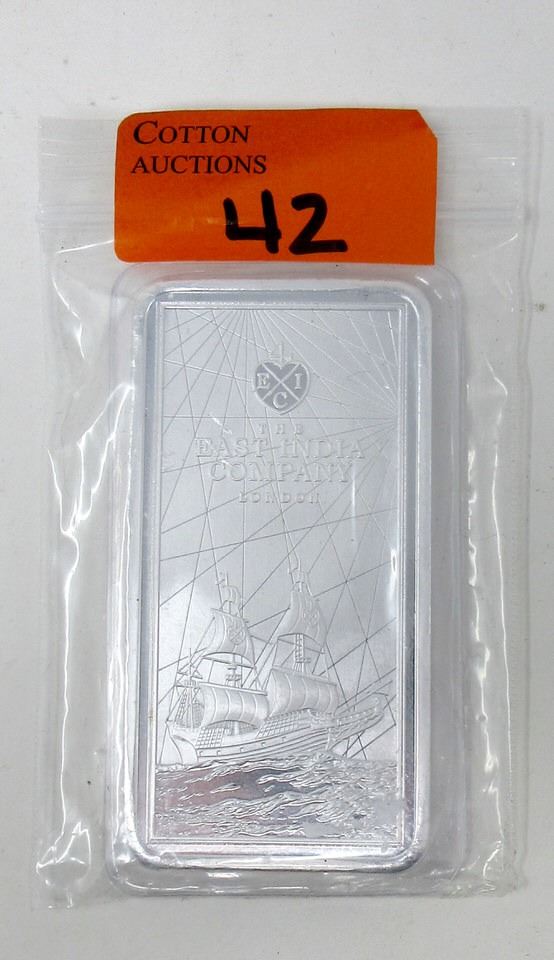 COTTON
AUCTIONS
42
E I
C
THE
EAST INDIA
COMPANY
LONDON